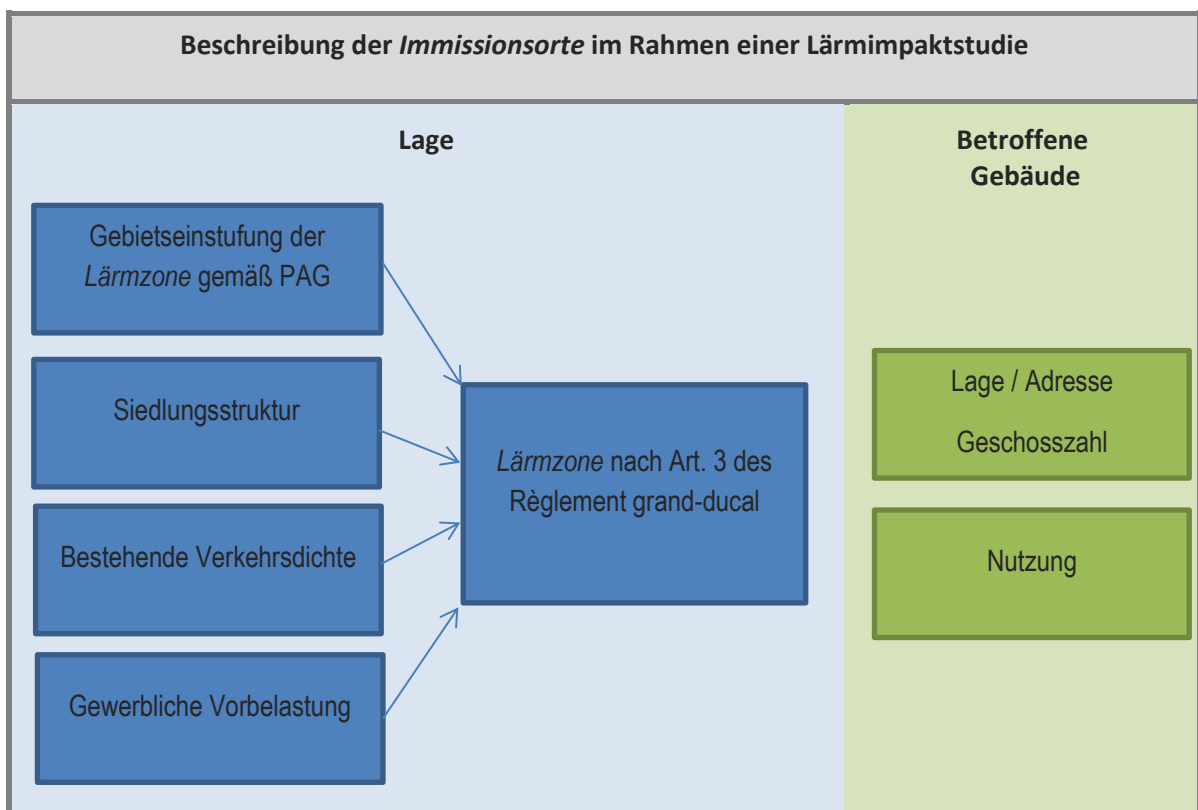 Beschreibung der Immissionsorte im Rahmen einer Lärmimpaktstudie
Lage
Gebietseinstufung der
Lärmzone gemäß PAG
Siedlungsstruktur
Bestehende Verkehrsdichte
Gewerbliche Vorbelastung
Lärmzone nach Art. 3 des
Règlement grand-ducal
Betroffene
Gebäude
Lage / Adresse
Geschosszahl
Nutzung